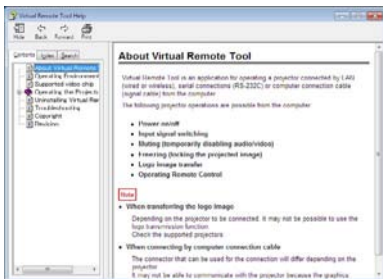 Virtual Remote Tool Help
Hide Back Forward Print
Contents Index Search
About Virtual Remote
Operating Environment
Supported video chip
Operating the Projecto
Uninstalling Virtual Rem
Troubleshooting
Copyright
Revision
About Virtual Remote Tool
Virtual Remote Tool is an application for operating a projector connected by LAN
(wired or wireless), serial connections (RS-232C) or computer connection cable
(signal cable) from the computer.
The following projector operations are possible from the computer.
• Power on/off
• Input signal switching
• Muting (temporarily disabling audio/video)
• Freezing (locking the projected image)
• Logo Image transfer
• Operating Remote Control
Note
• When transferring the logo image
Depending on the projector to be connected. It may not be possible to use the
logo transmission function.
Check the supported projectors.
• When connecting by computer connection cable
The connector that can be used for the connection will differ depending on the
projector.
It may not be able to communicate with the projector because the graphics